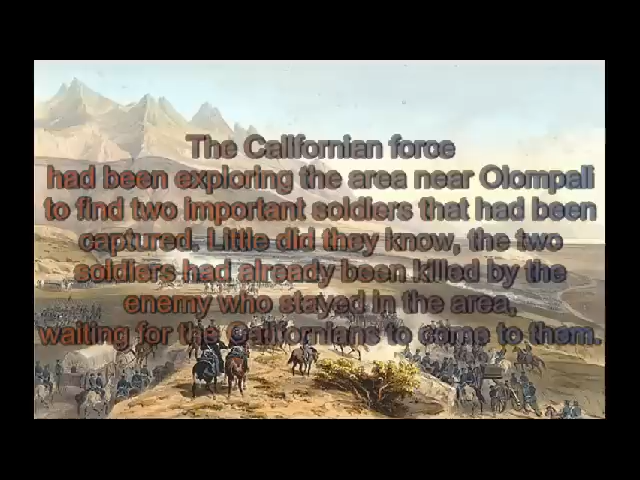 The Californian force
had been exploring the area near Olompali
to find two important soldiers that had been
captured. Little did they know, the two
soldiers had already been killed by the
enemy who stayed in the area,
waiting for the Californians to come to them.